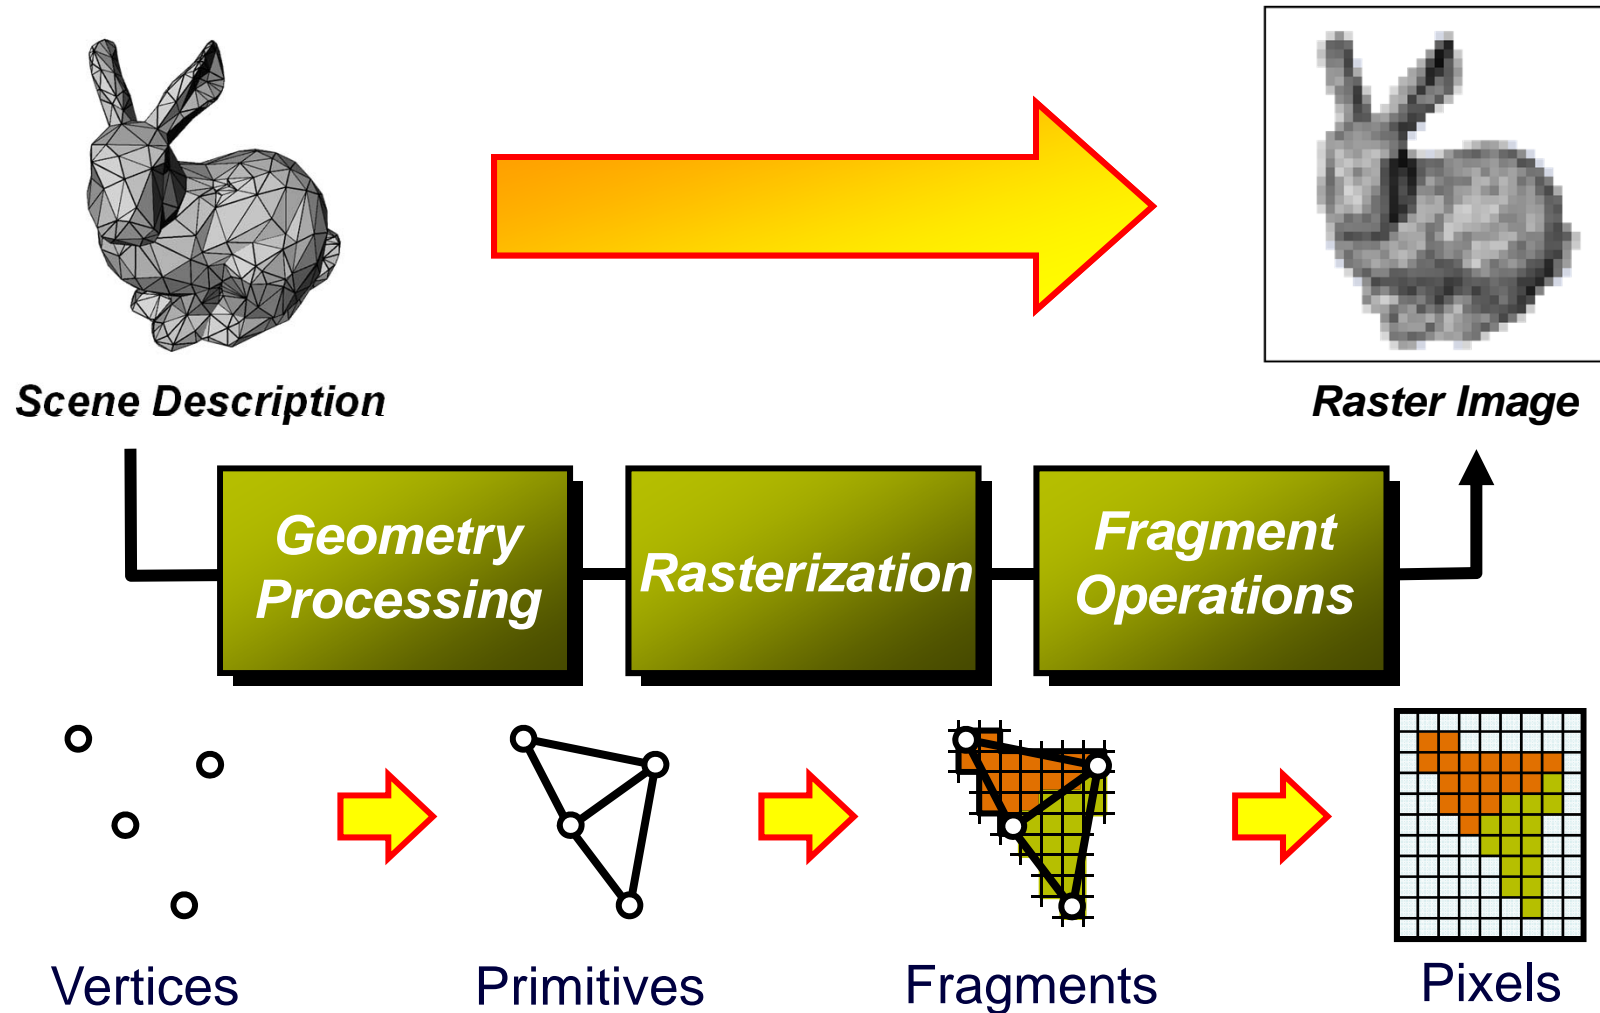 Scene Description
Raster Image
Geometry
Processing
Rasterization
Fragment
Operations
Vertices
Primitives
Fragments
Pixels